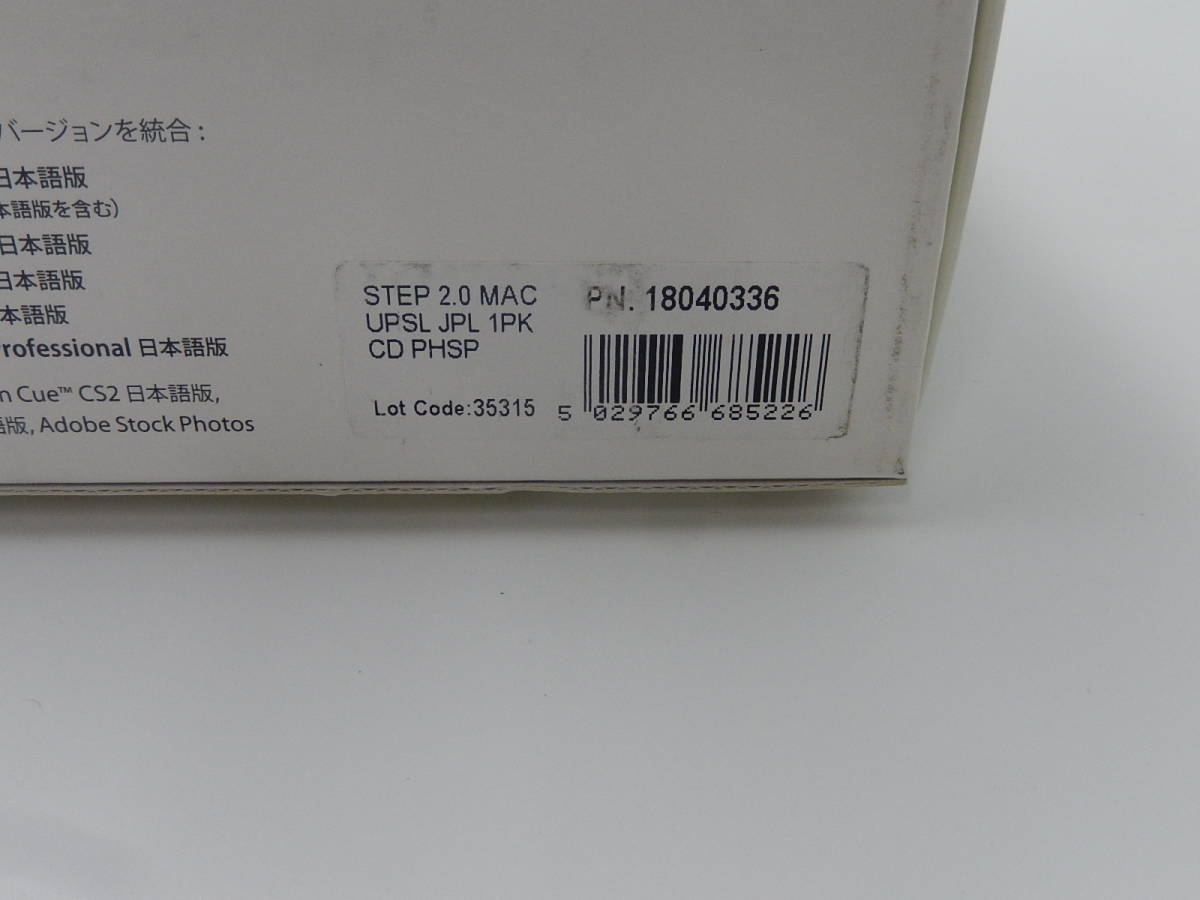 バージョンを統合 :
日本語版
本語版を含む)
日本語版
日本語版
本語版
rofessional 日本語版
n Cue™ CS2 日本語版,
語版, Adobe Stock Photos
STEP 2.0 MAC
UPSL JPL 1PK
CD PHSP
Lot Code:35315
PN. 18040336
5 029766 685226